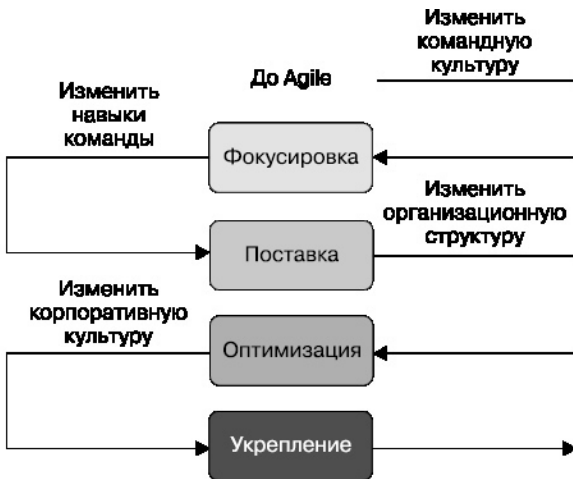 Изменить
командную
культуру
До Agile
Изменить
навыки
команды
Фокусировка
Изменить
организационную
структуру
Поставка
Изменить
корпоративную
культуру
Оптимизация
Укрепление